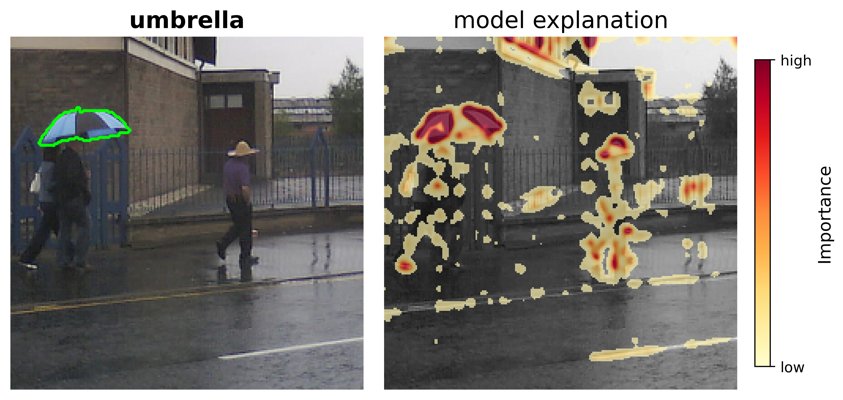 umbrella
model explanation
high
Importance
low